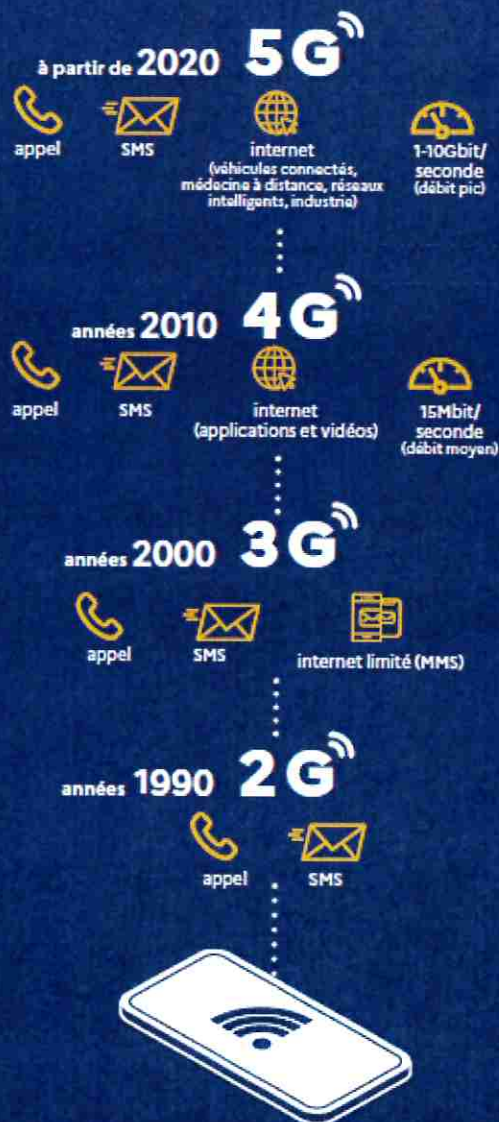 à partir de 2020 5G
appel
SMS
internet
(véhicules connectés,
médecine à distance, réseaux
intelligents, industrie)
1-10Gbit/
seconde
(débit pic)
années 2010 4G
appel
SMS
internet
(applications et vidéos)
15Mbit/
seconde
(débit moyen)
années 2000 3G
appel
SMS
internet limité (MMS)
années 1990 2G
appel
SMS